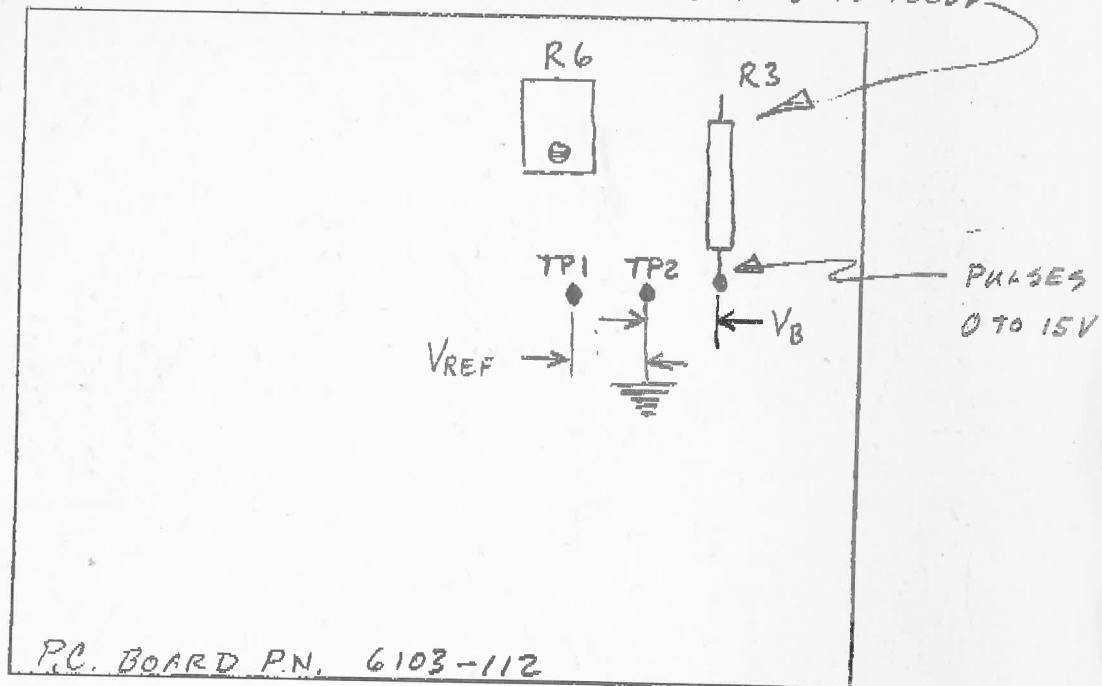 R6
R3
TP1 TP2
PULSES
0 TO 15V
VB
VREF
P.C. BOARD P.N. 6103-112